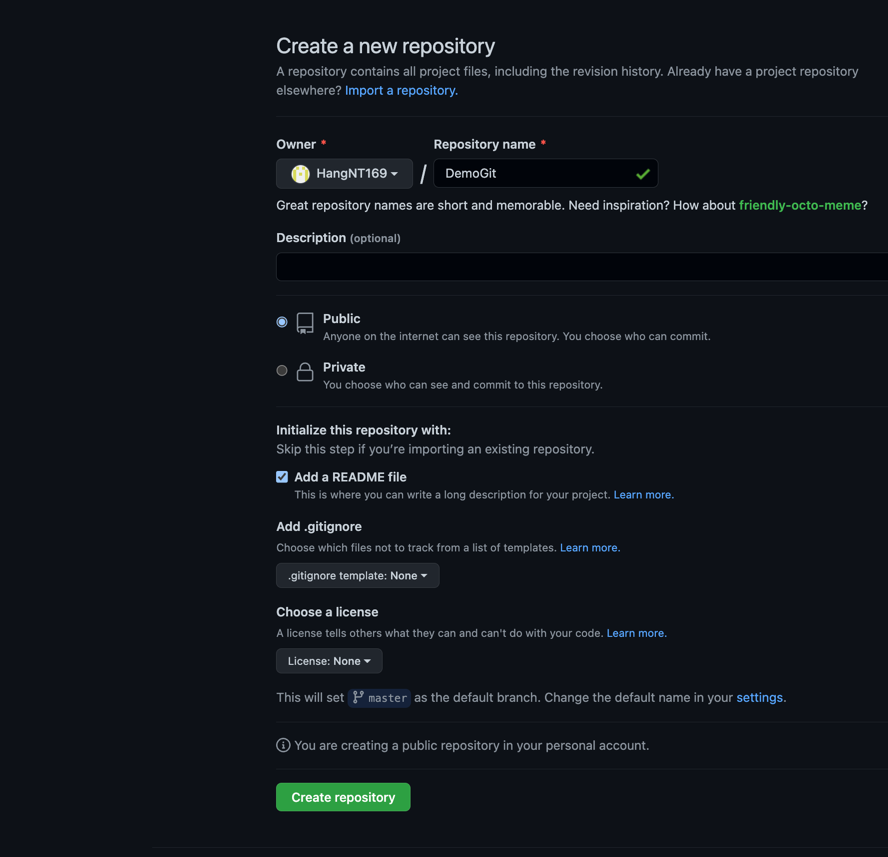 Create a new repository
A repository contains all project files, including the revision history. Already have a project repository
elsewhere? Import a repository.
Owner * Repository name *
HangNT169 / DemoGit
Great repository names are short and memorable. Need inspiration? How about friendly-octo-meme?
Description (optional)
Public
Anyone on the internet can see this repository. You choose who can commit.
Private
You choose who can see and commit to this repository.
Initialize this repository with:
Skip this step if you’re importing an existing repository.
Add a README file
This is where you can write a long description for your project. Learn more.
Add .gitignore
Choose which files not to track from a list of templates. Learn more.
.gitignore template: None
Choose a license
A license tells others what they can and can't do with your code. Learn more.
License: None
This will set master as the default branch. Change the default name in your settings.
You are creating a public repository in your personal account.
Create repository